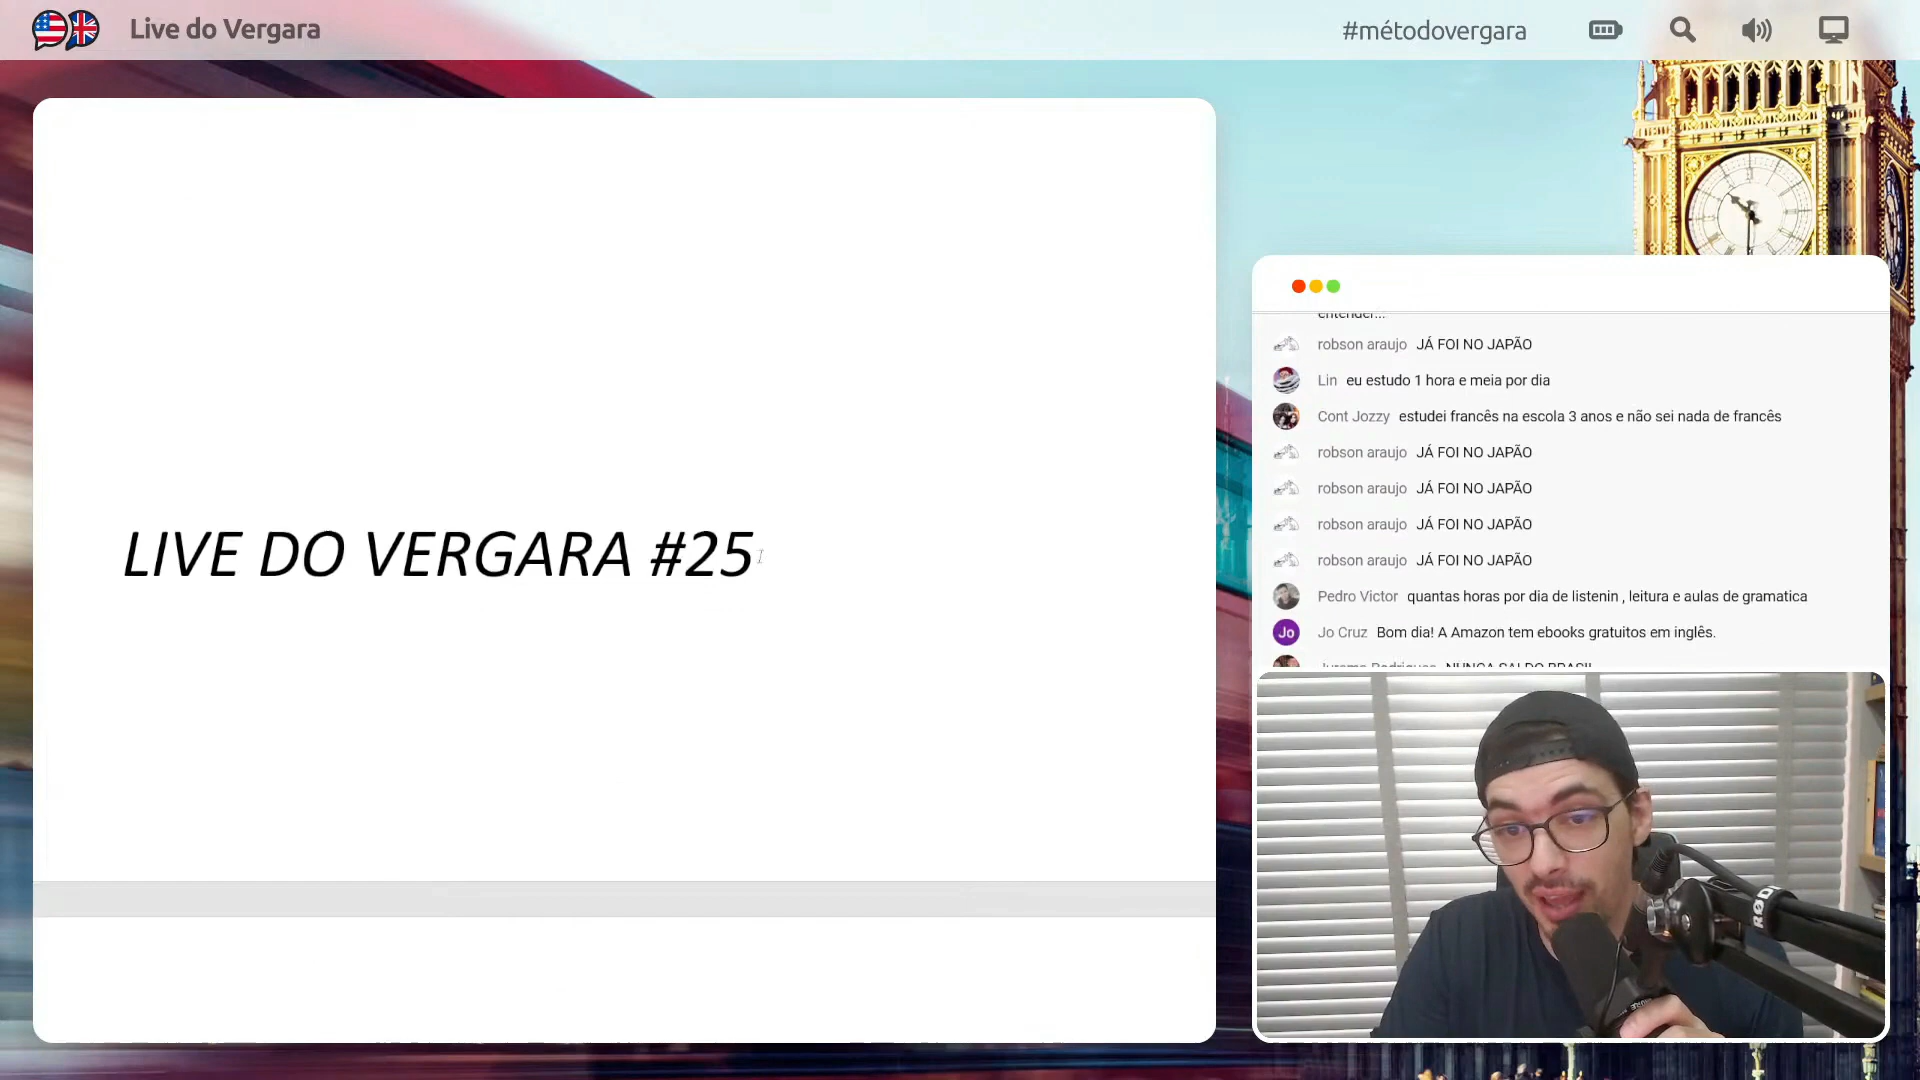 Live do Vergara
#métodovergara
LIVE DO VERGARA #25
entender...
robson araujo JÁ FOI NO JAPÃO
Lin eu estudo 1 hora e meia por dia
Cont Jozzy estudei francês na escola 3 anos e não sei nada de francês
robson araujo JÁ FOI NO JAPÃO
robson araujo JÁ FOI NO JAPÃO
robson araujo JÁ FOI NO JAPÃO
robson araujo JÁ FOI NO JAPÃO
Pedro Victor quantas horas por dia de listenin , leitura e aulas de gramatica
Jo
Jo Cruz Bom dia! A Amazon tem ebooks gratuitos em inglês.
RØDE